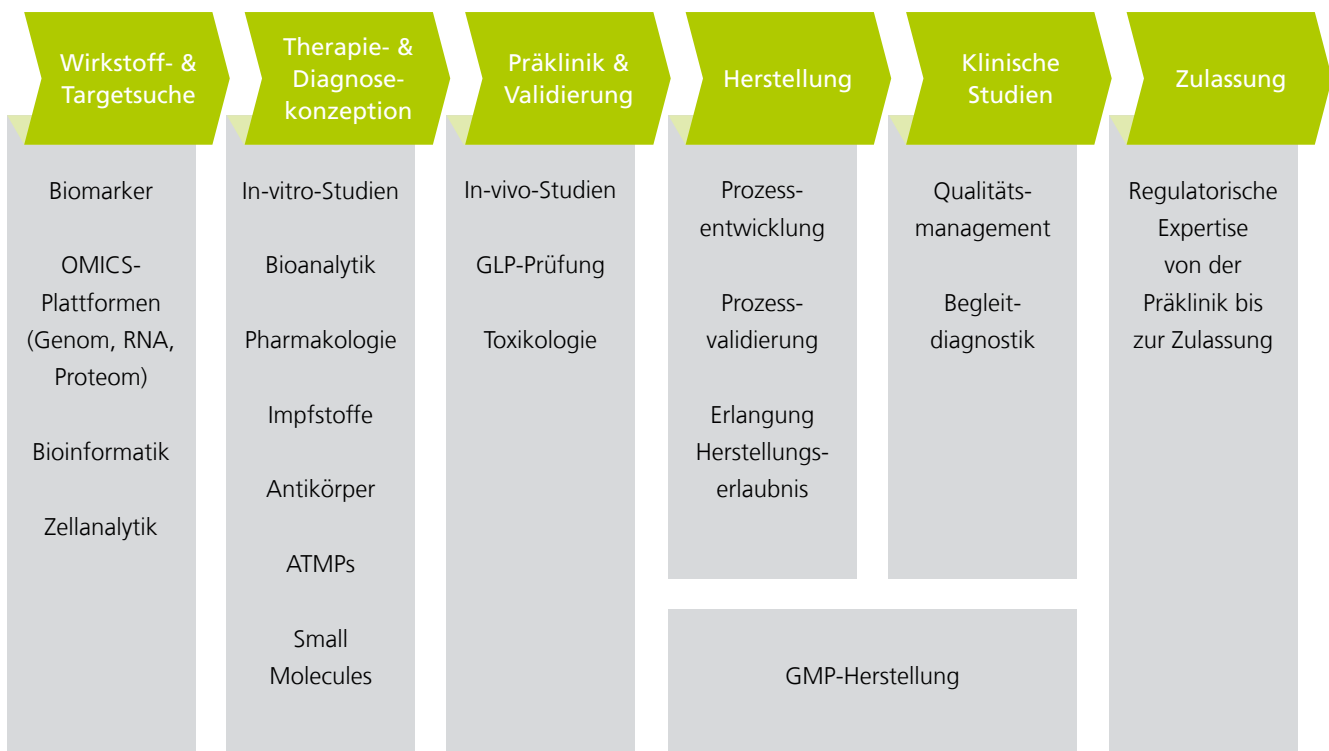 Wirkstoff- &
Targetsuche
Therapie- &
Diagnose-
konzeption
Präklinik &
Validierung
Herstellung
Klinische
Studien
Zulassung
Biomarker
OMICS-
Plattformen
(Genom, RNA,
Proteom)
Bioinformatik
Zellanalytik
In-vitro-Studien
Bioanalytik
Pharmakologie
Impfstoffe
Antikörper
ATMPs
Small
Molecules
In-vivo-Studien
GLP-Prüfung
Toxikologie
Prozess-
entwicklung
Prozess-
validierung
Erlangung
Herstellungs-
erlaubnis
Qualitäts-
management
Begleit-
diagnostik
GMP-Herstellung
Regulatorische
Expertise
von der
Präklinik bis
zur Zulassung